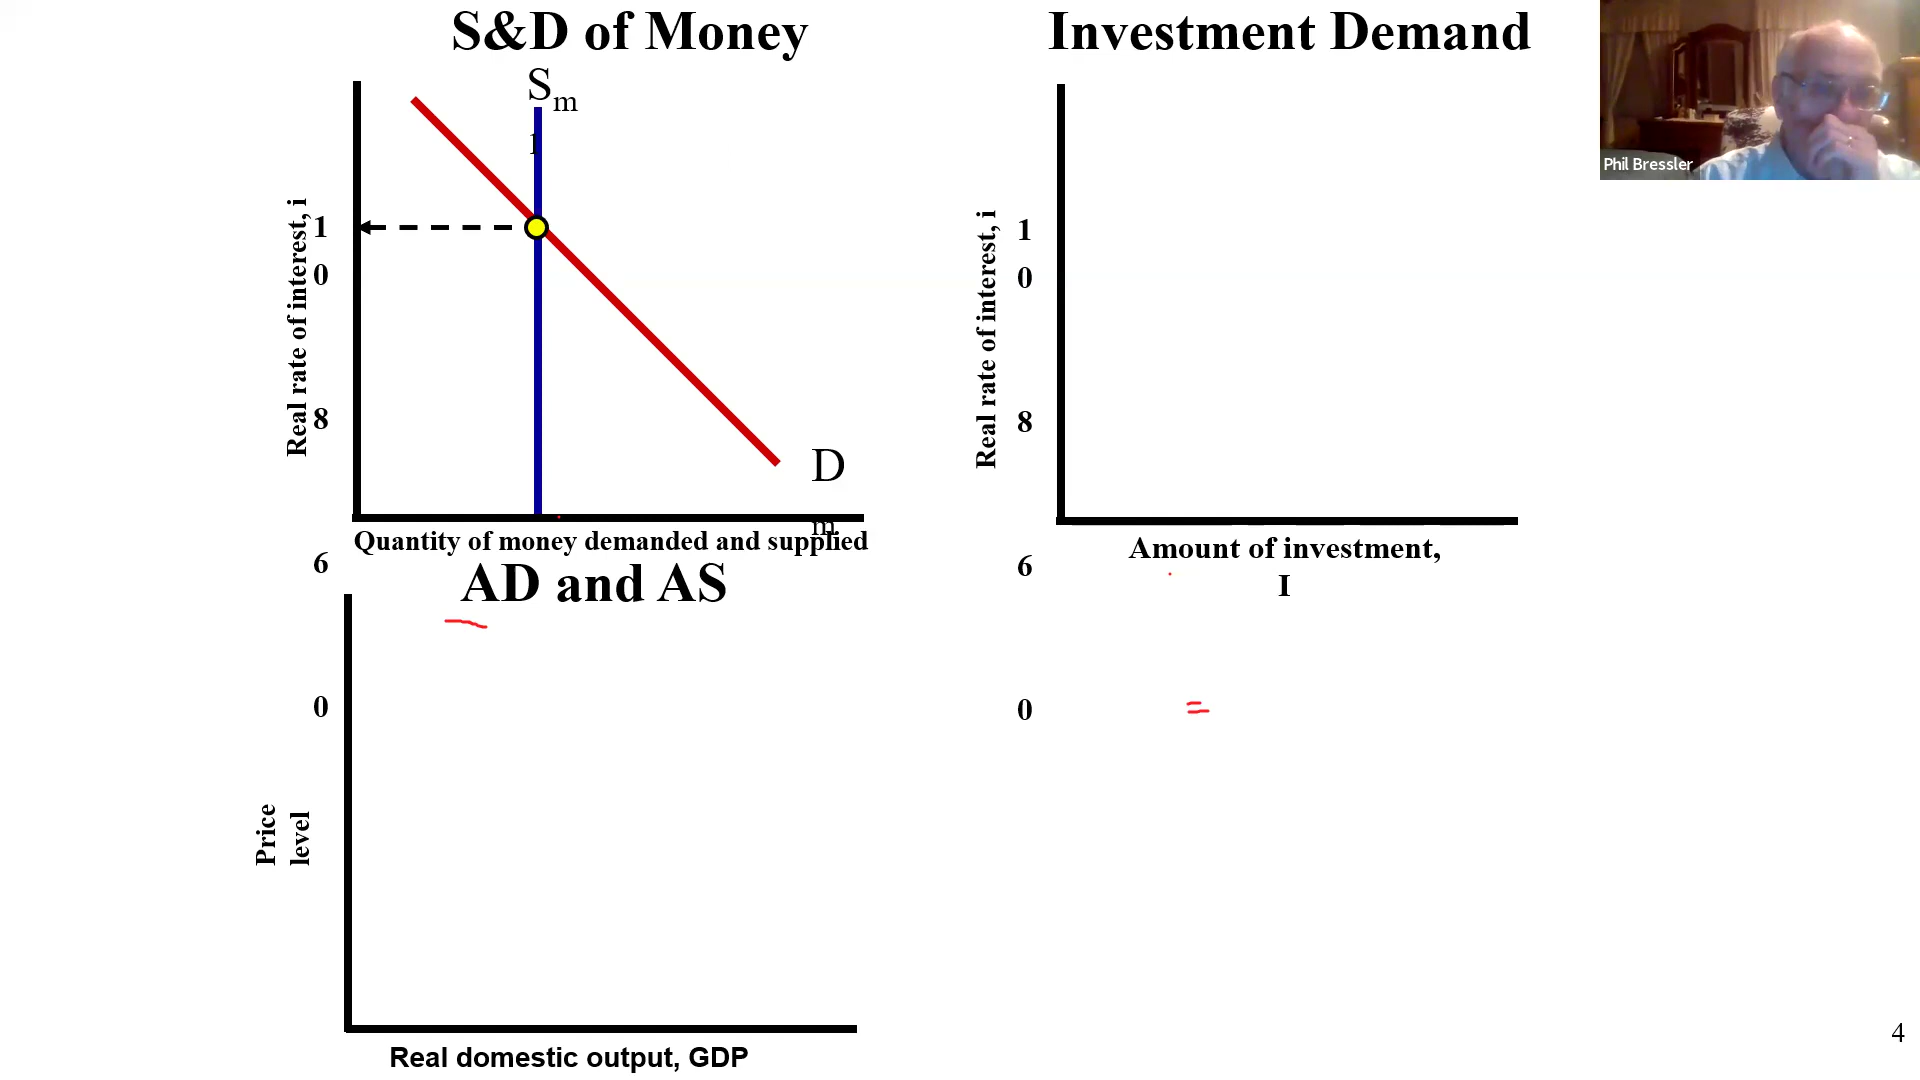 S&D of Money
Sm
1
Real rate of interest, i
1
0
8
6
0
Dm
Quantity of money demanded and supplied
Investment Demand
Real rate of interest, i
1
0
8
6
0
Amount of investment,
I
Phil Bressler
AD and AS
Price
level
Real domestic output, GDP
=
4